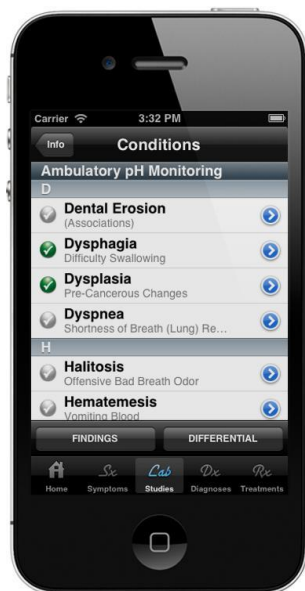 Carrier 3:32 PM
Info Conditions
Ambulatory pH Monitoring
D
Dental Erosion
(Associations)
Dysphagia
Difficulty Swallowing
Dysplasia
Pre-Cancerous Changes
Dyspnea
Shortness of Breath (Lung) Re...
H
Halitosis
Offensive Bad Breath Odor
Hematemesis
Vomiting Blood
FINDINGS DIFFERENTIAL
Sx Lab Dx Rx
Home Symptoms Studies Diagnoses Treatments